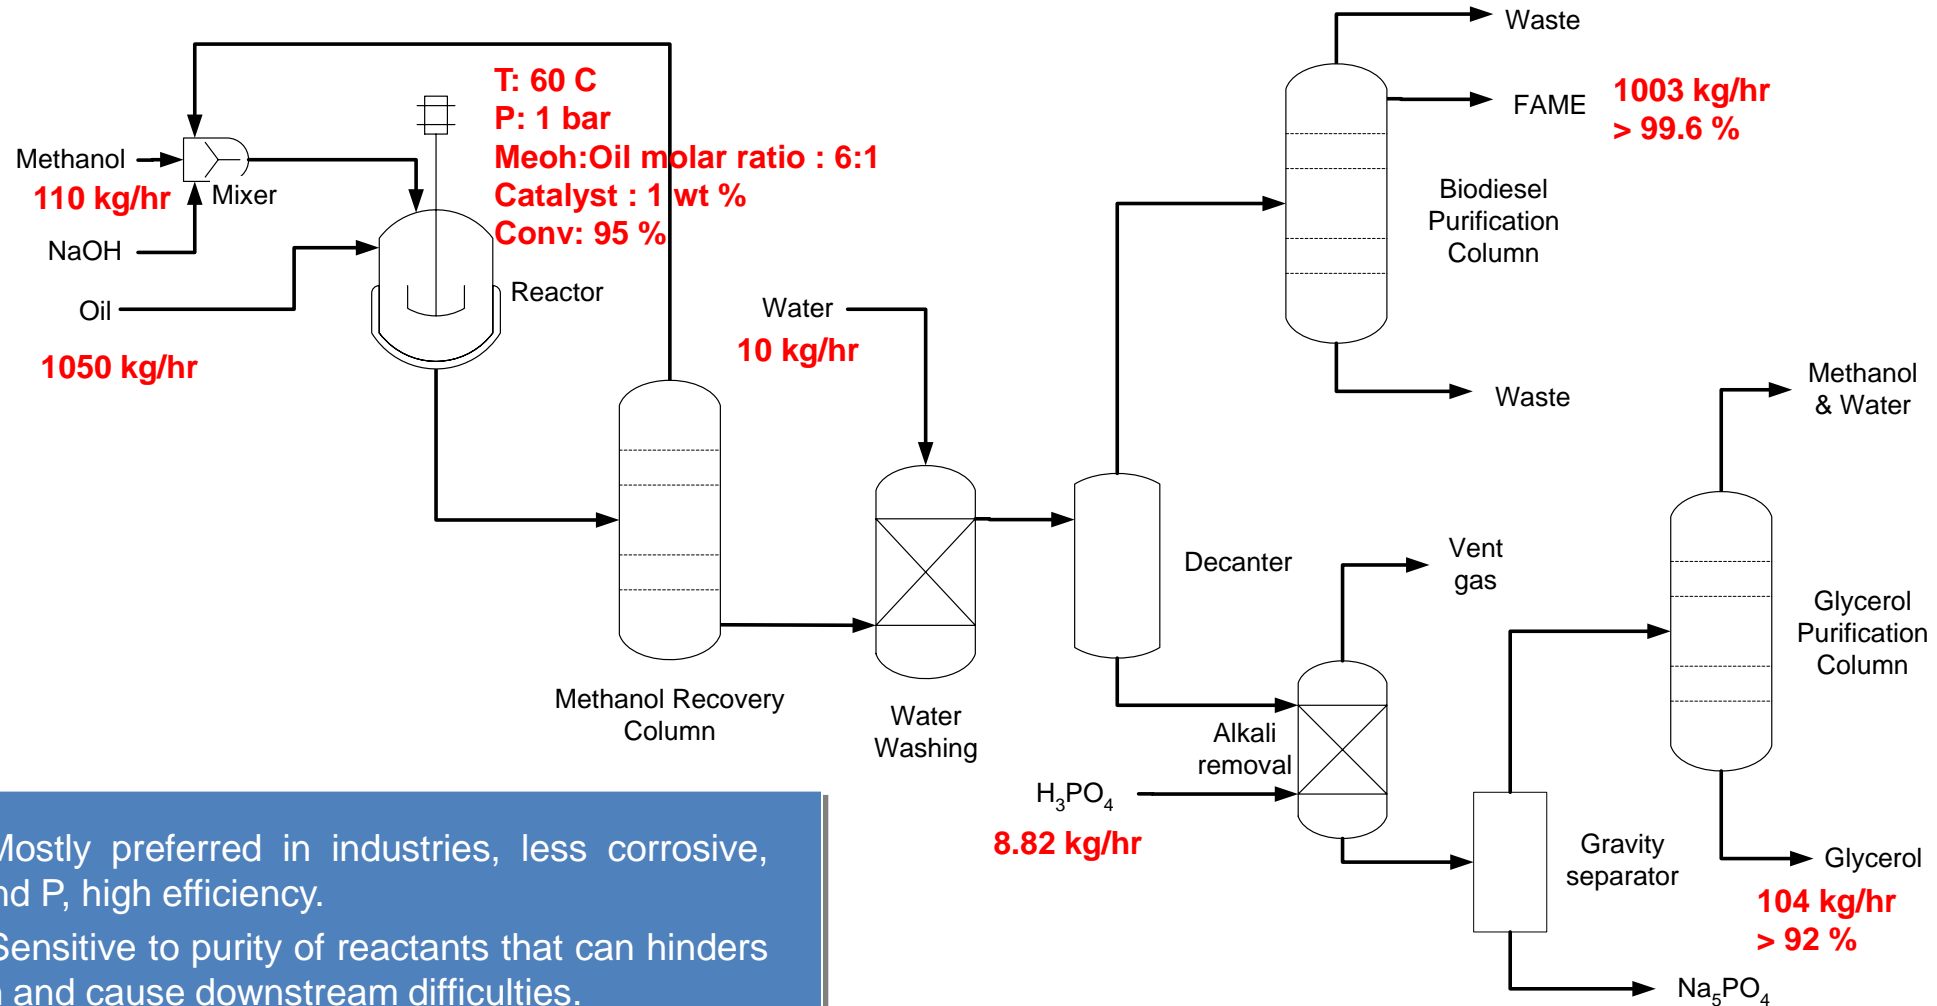 Waste
T: 60 C
P: 1 bar
Meoh:Oil molar ratio : 6:1
Catalyst : 1 wt %
Conv: 95 %
FAME
1003 kg/hr
> 99.6 %
Methanol
110 kg/hr
Mixer
NaOH
Oil
1050 kg/hr
Reactor
Water
10 kg/hr
Biodiesel
Purification
Column
Waste
Methanol
& Water
Methanol Recovery
Column
Water
Washing
Decanter
Vent
gas
Alkali
removal
H₃PO₄
8.82 kg/hr
Glycerol
Purification
Column
Gravity
separator
Glycerol
104 kg/hr
> 92 %
Na₅PO₄
Mostly preferred in industries, less corrosive,
nd P, high efficiency.
Sensitive to purity of reactants that can hinders
and cause downstream difficulties.